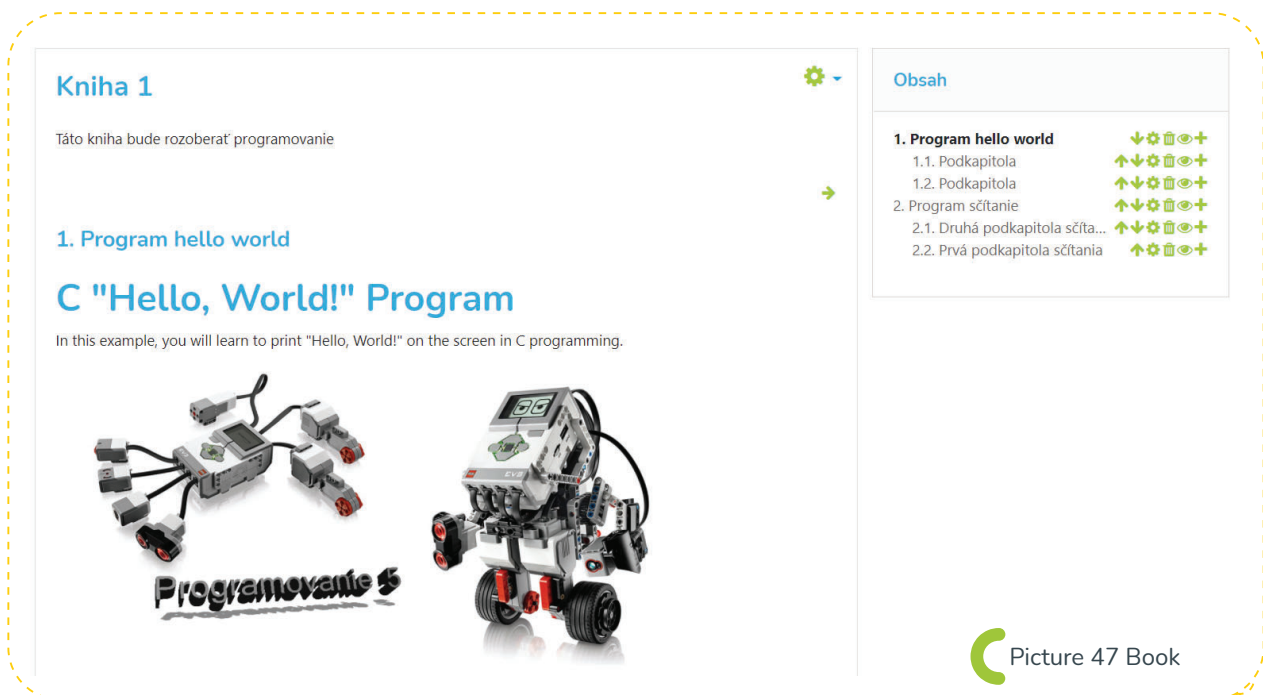 Kniha 1
Táto kniha bude rozoberať programovanie
1. Program hello world
C "Hello, World!" Program
In this example, you will learn to print "Hello, World!" on the screen in C programming.
EV3
EV3
Programovanie 5
Obsah
1. Program hello world
1.1. Podkapitola
1.2. Podkapitola
2. Program sčítanie
2.1. Druhá podkapitola sčíta...
2.2. Prvá podkapitola sčítania
Picture 47 Book